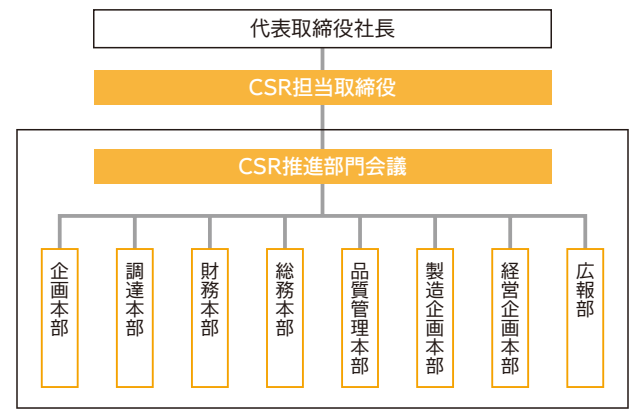 代表取締役社長
CSR担当取締役
CSR推進部門会議
企画本部
調達本部
財務本部
総務本部
品質管理本部
製造企画本部
経営企画本部
広報部